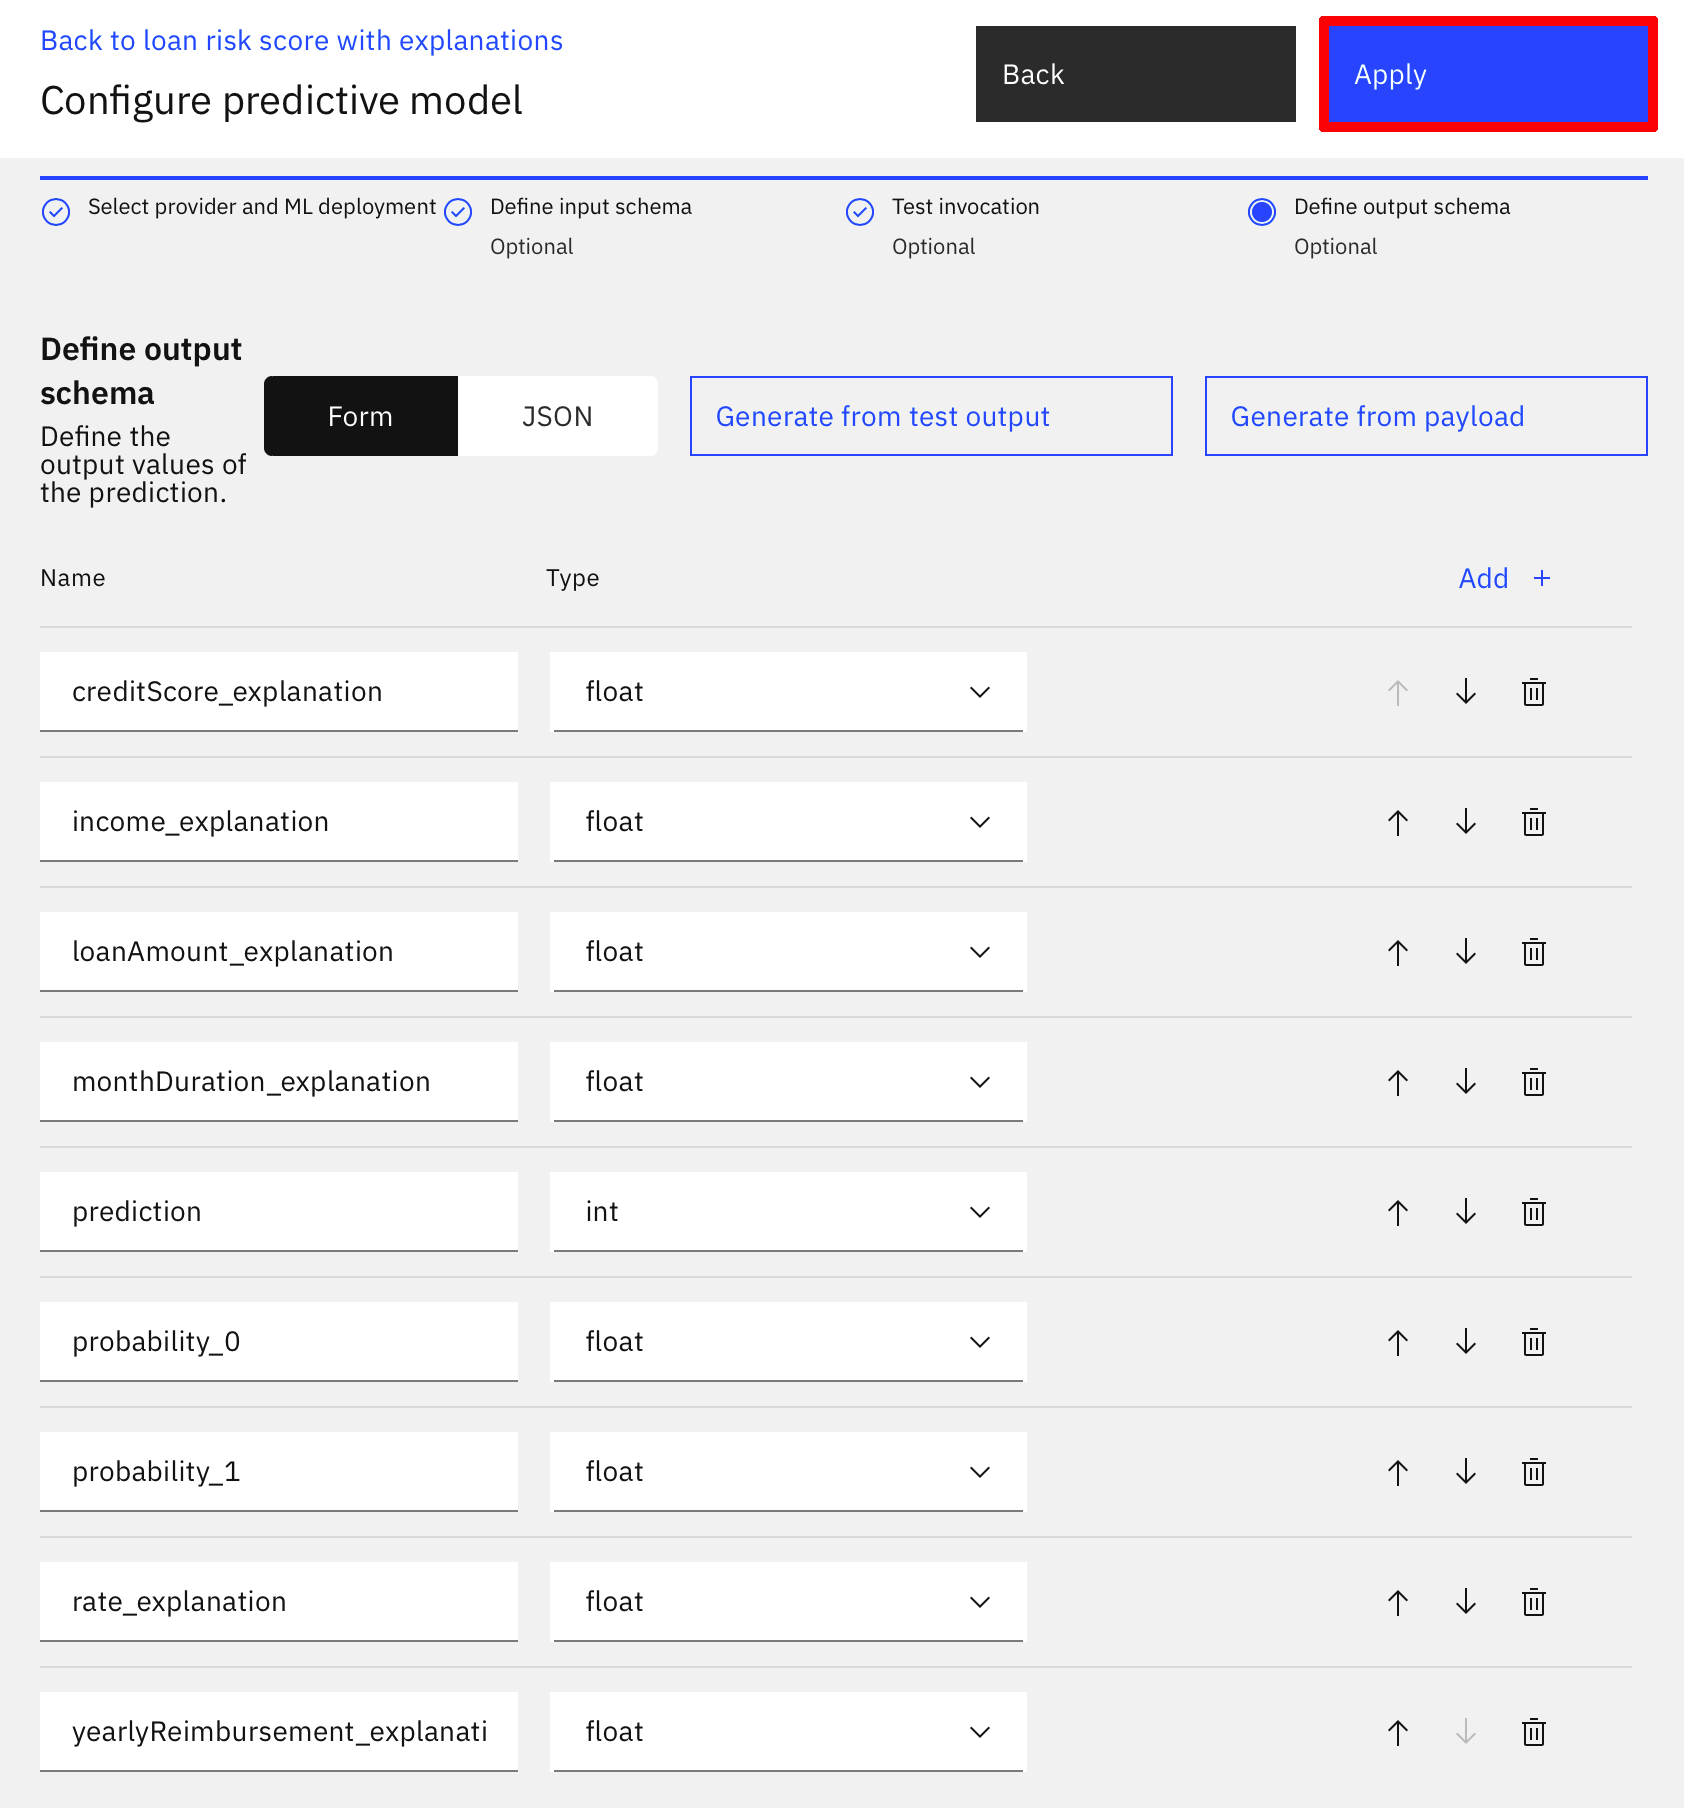 Back to loan risk score with explanations
Configure predictive model
Back
Apply
Select provider and ML deployment
Define input schema
Optional
Test invocation
Optional
Define output schema
Optional
Define output
schema
Define the
output values of
the prediction.
Form
JSON
Generate from test output
Generate from payload
Name
Type
Add +
creditScore_explanation
float
income_explanation
float
loanAmount_explanation
float
monthDuration_explanation
float
prediction
int
probability_0
float
probability_1
float
rate_explanation
float
yearlyReimbursement_explanati
float